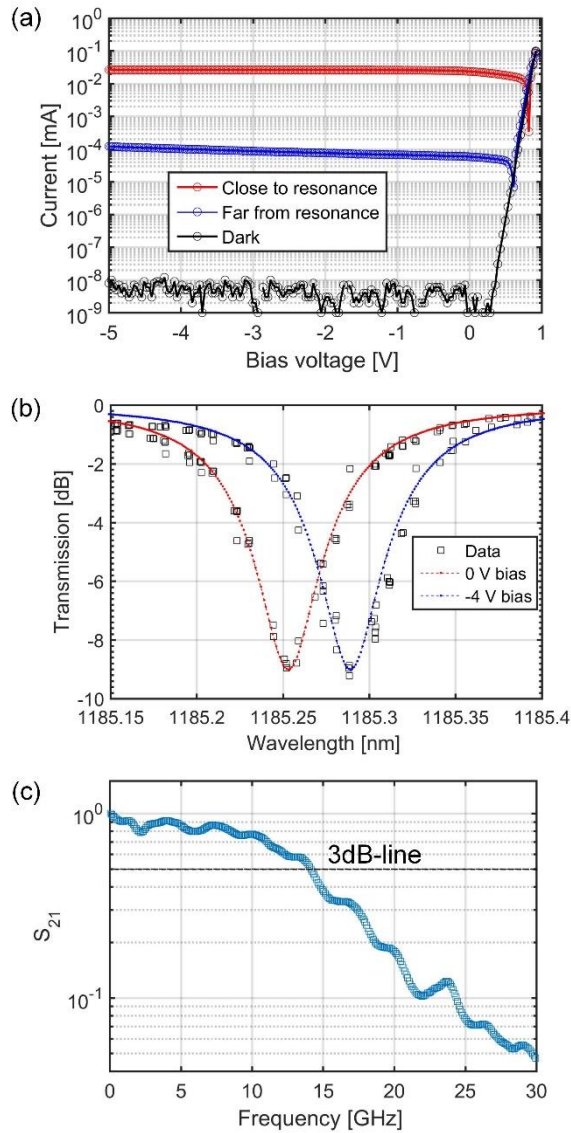 (a)
Current [mA]
10⁰
10⁻¹
10⁻²
10⁻³
10⁻⁴
10⁻⁵
10⁻⁶
10⁻⁷
10⁻⁸
10⁻⁹
Close to resonance
Far from resonance
Dark
-5 -4 -3 -2 -1 0 1
Bias voltage [V]
(b)
Transmission [dB]
0
-2
-4
-6
-8
-10
Data
0 V bias
-4 V bias
1185.15 1185.2 1185.25 1185.3 1185.35 1185.4
Wavelength [nm]
(c)
S₂₁
10⁰
10⁻¹
3dB-line
0 5 10 15 20 25 30
Frequency [GHz]